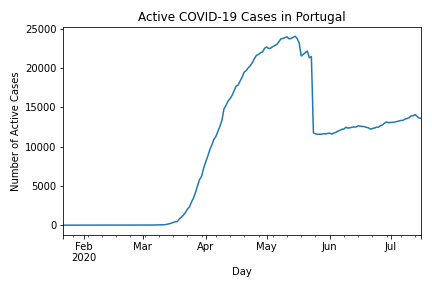 Active COVID-19 Cases in Portugal
Number of Active Cases
25000
20000
15000
10000
5000
0
Feb
2020
Mar
Apr
May
Jun
Jul
Day